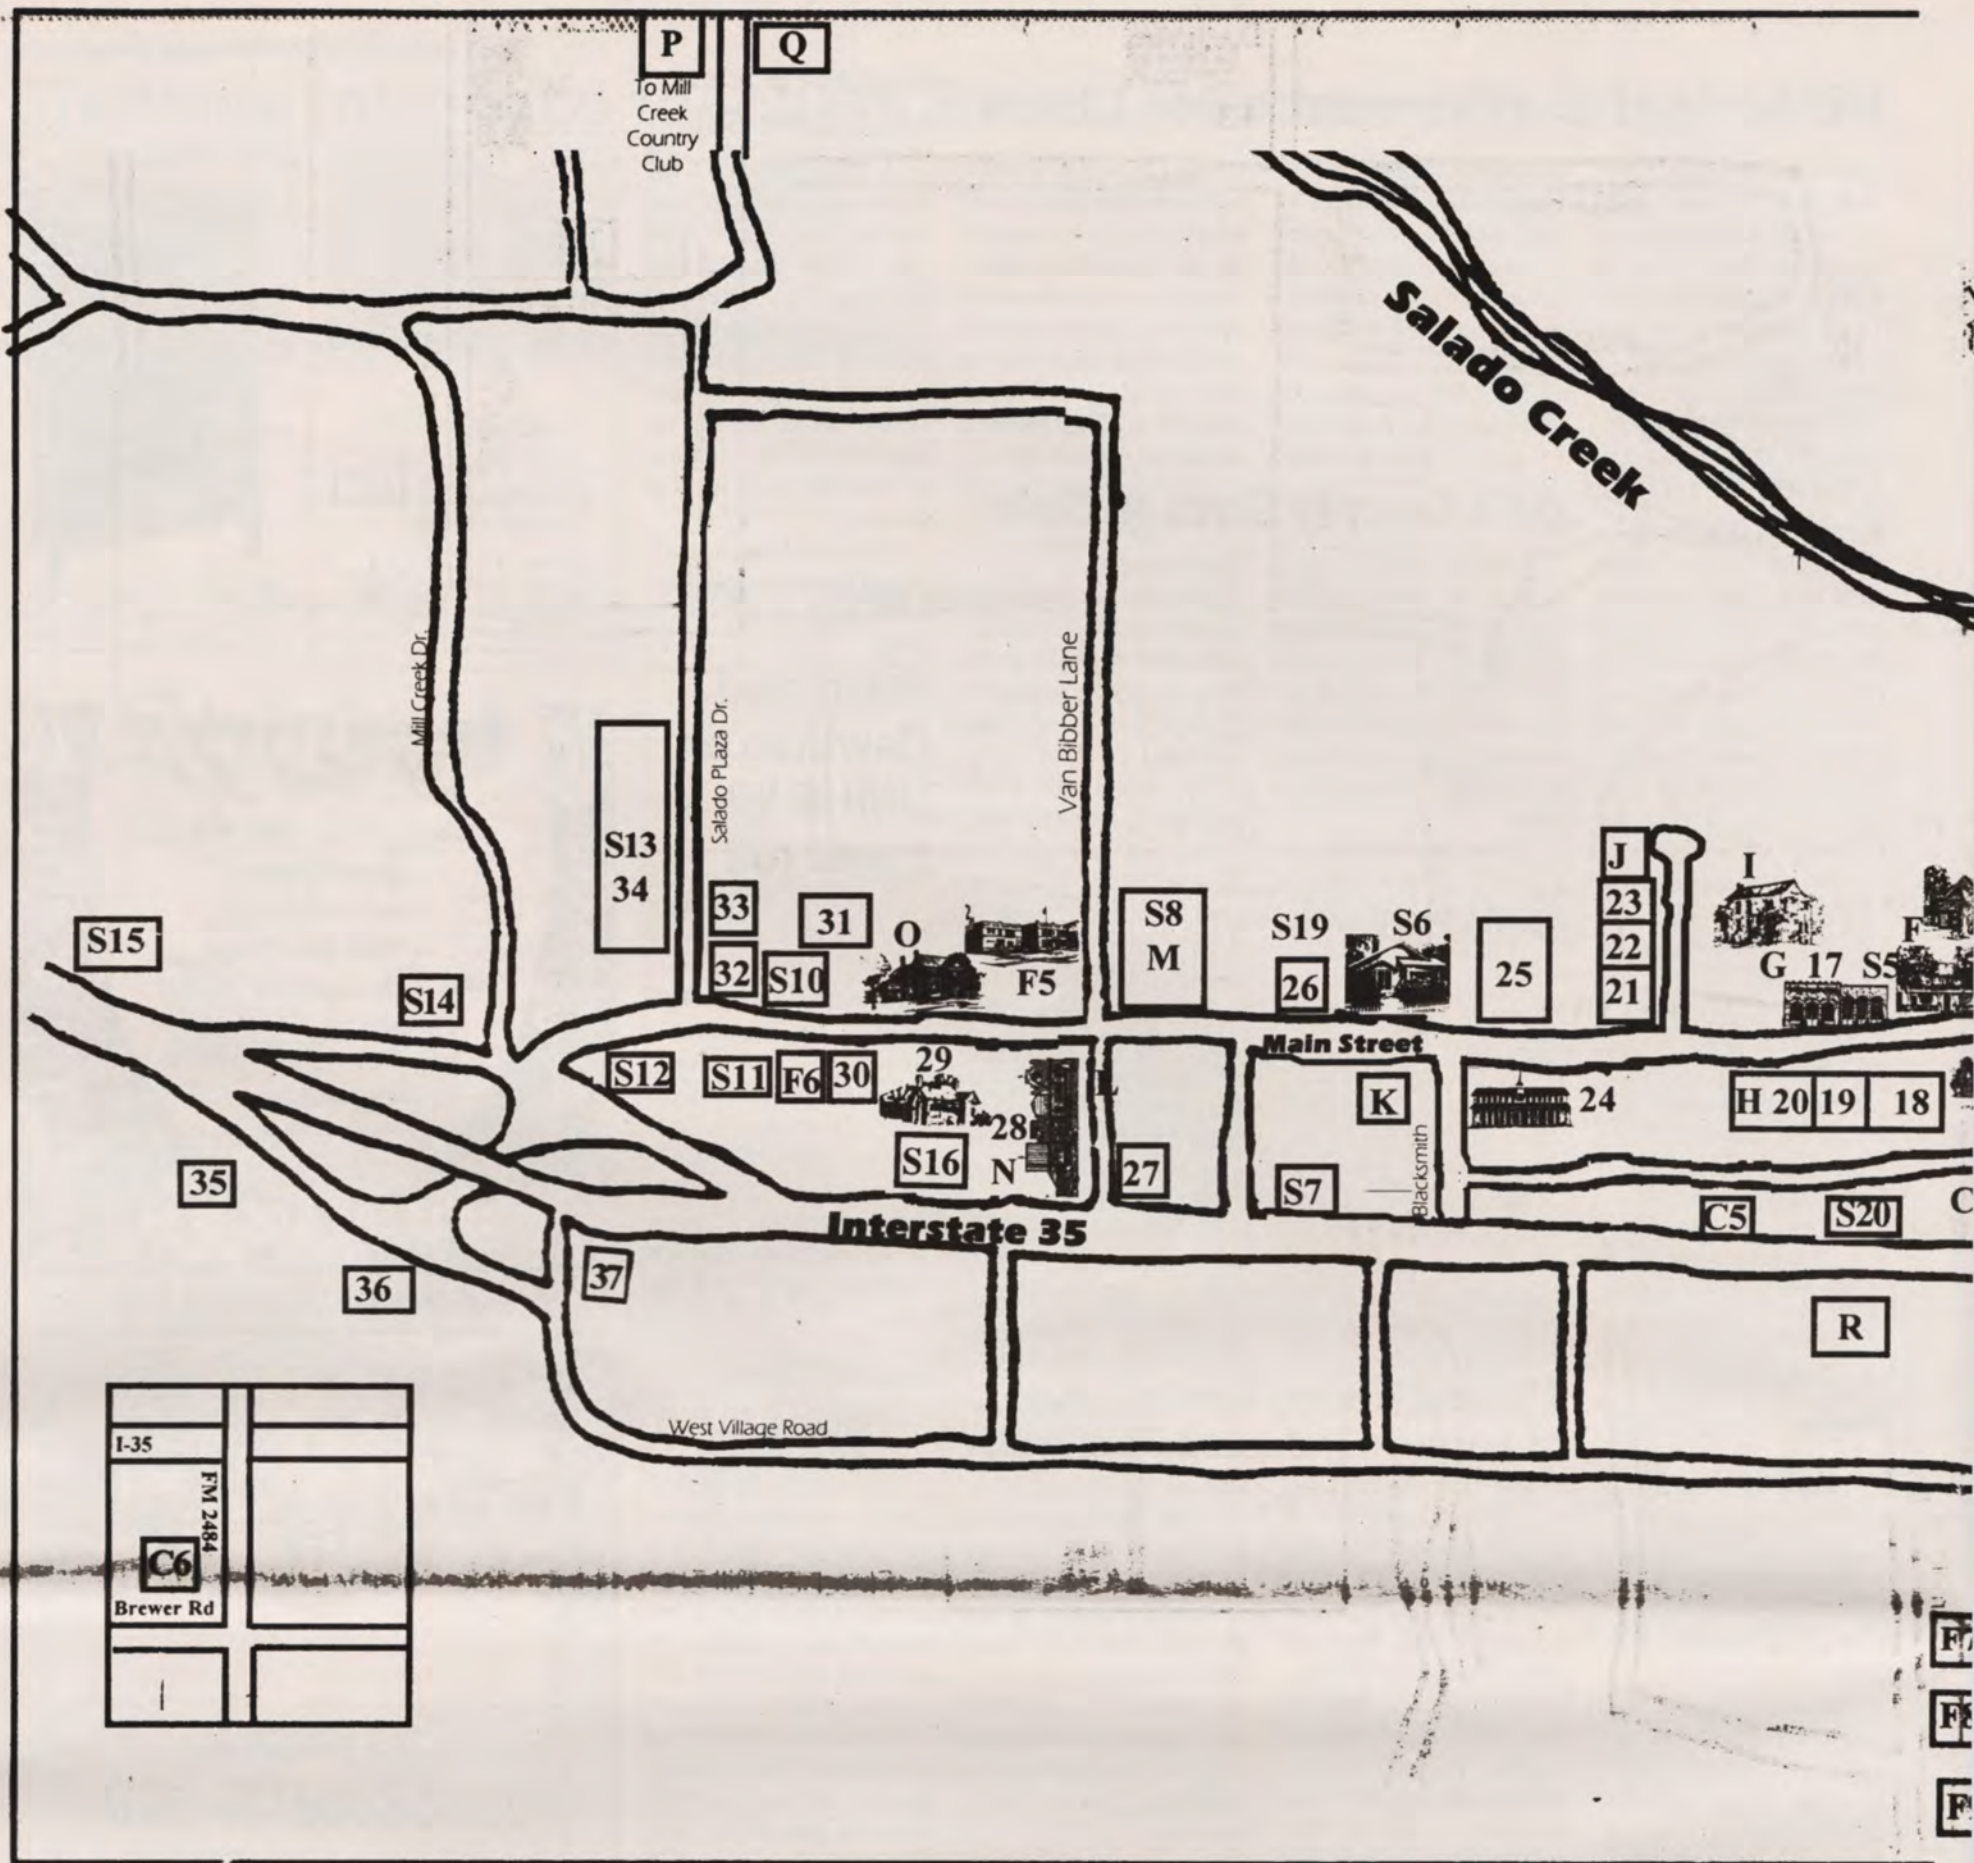 P
Q
To Mill
Creek
Country
Club
Salado Creek
Mill Creek Dr.
Salado PLaza Dr.
Van Bibber Lane
S13
34
33
32
31
S10
O
F5
S8
M
S19
26
S6
25
J
23
22
21
I
F
G 17 S5
S15
S14
Main Street
S12
S11
F6
30
29
28
S16
N
27
K
S7
Blacksmith
24
H 20
19
18
C5
S20
C
35
36
37
Interstate 35
R
West Village Road
I-35
FM 2484
C6
Brewer Rd
F7
F